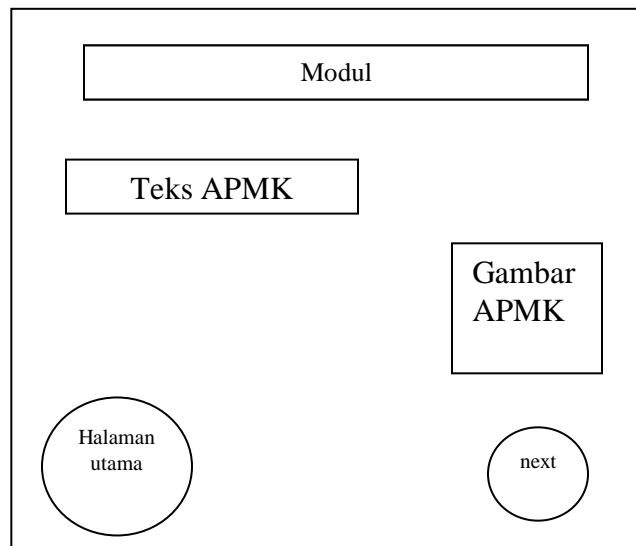 Modul
Teks APMK
Gambar
APMK
Halaman
utama
next